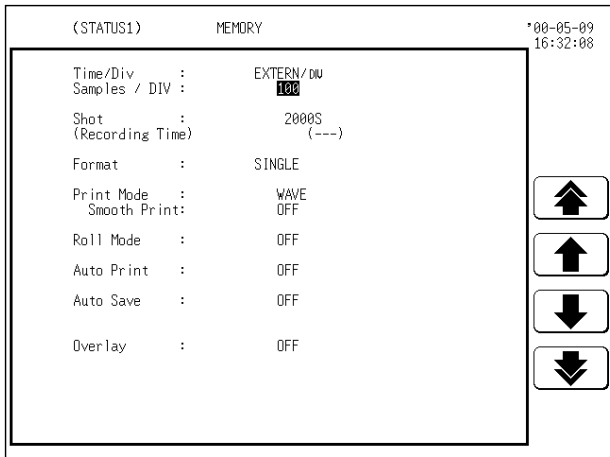 (STATUS1) MEMORY '00-05-09
16:32:08
Time/Div : EXTERN/DIV
Samples / DIV : 100
Shot : 2000S
(Recording Time) (---)
Format : SINGLE
Print Mode : WAVE
Smooth Print: OFF
Roll Mode : OFF
Auto Print : OFF
Auto Save : OFF
Overlay : OFF